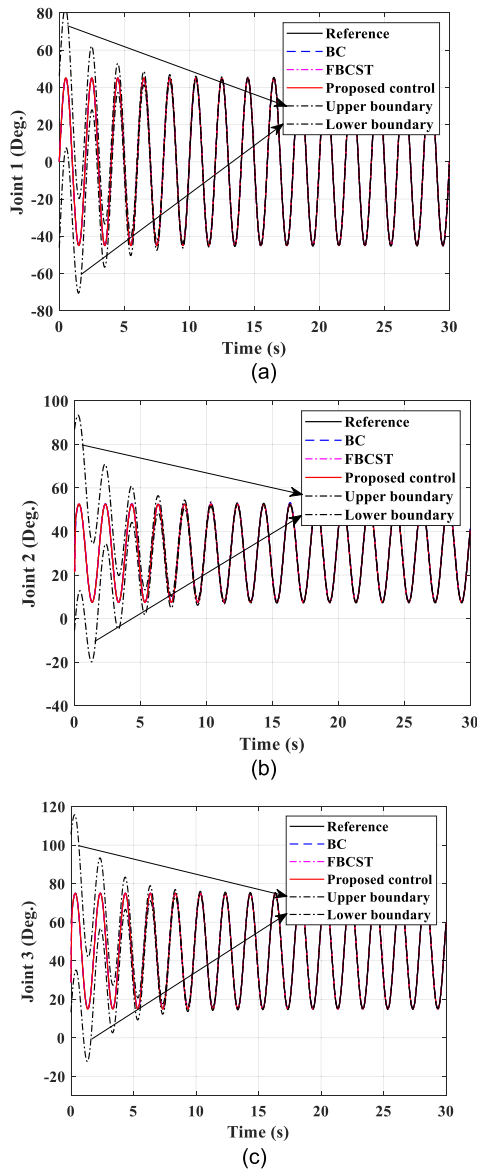 80
60
40
20
0
-20
-40
-60
-80
Joint 1 (Deg.)
Reference
BC
FBCST
Proposed control
Upper boundary
Lower boundary
0 5 10 15 20 25 30
Time (s)
(a)
100
80
60
40
20
0
-20
-40
Joint 2 (Deg.)
Reference
BC
FBCST
Proposed control
Upper boundary
Lower boundary
0 5 10 15 20 25 30
Time (s)
(b)
120
100
80
60
40
20
0
-20
Joint 3 (Deg.)
Reference
BC
FBCST
Proposed control
Upper boundary
Lower boundary
0 5 10 15 20 25 30
Time (s)
(c)